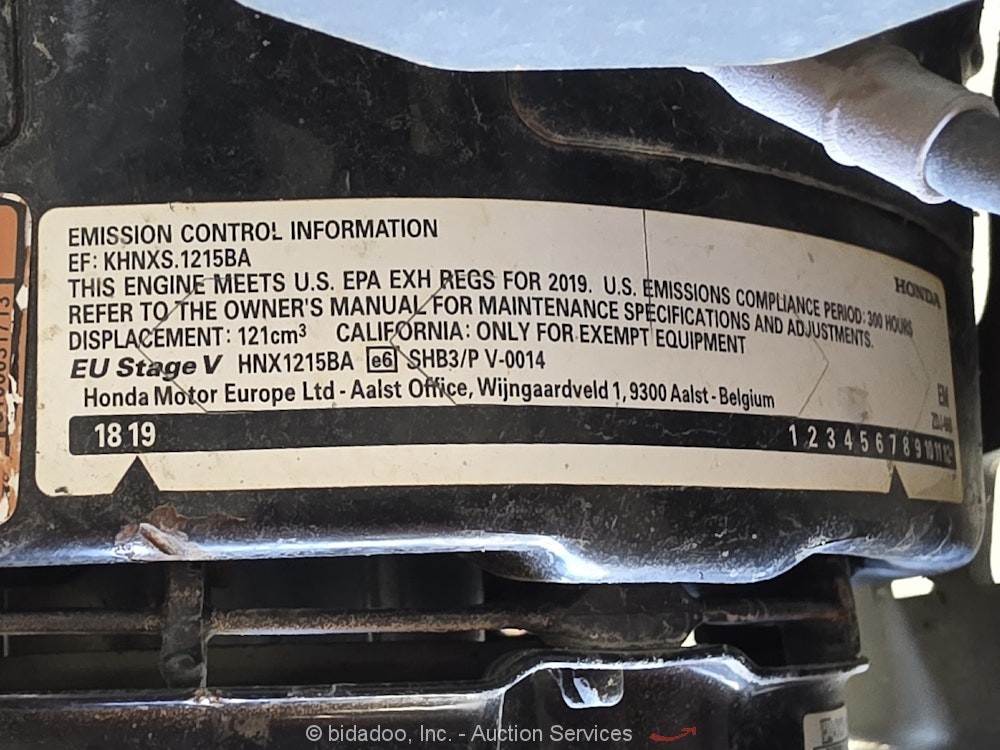 EMISSION CONTROL INFORMATION
EF: KHNXS.1215BA
HONDA
THIS ENGINE MEETS U.S. EPA EXH REGS FOR 2019. U.S. EMISSIONS COMPLIANCE PERIOD: 300 HOURS
REFER TO THE OWNER'S MANUAL FOR MAINTENANCE SPECIFICATIONS AND ADJUSTMENTS.
DISPLACEMENT: 121cm³ CALIFORNIA: ONLY FOR EXEMPT EQUIPMENT
EU Stage V HNX1215BA e6 SHB3/P V-0014
Honda Motor Europe Ltd - Aalst Office, Wijngaardveld 1, 9300 Aalst - Belgium
EM
18 19
1 2 3 4 5 6 7 8 9 10 11 12
© bidadoo, Inc. - Auction Services